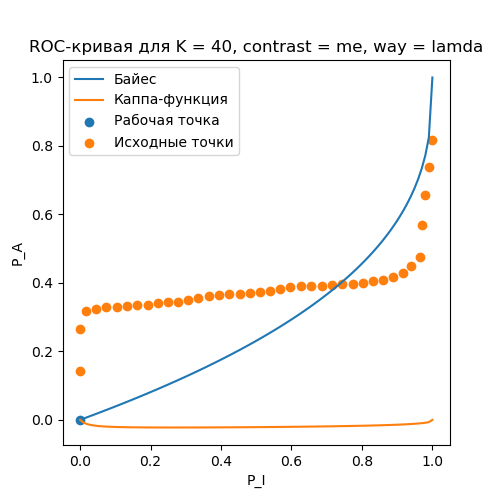 ROC-кривая для K = 40, contrast = me, way = lamda
Байес
Каппа-функция
Рабочая точка
Исходные точки
1.0
0.8
0.6
0.4
0.2
0.0
P_A
0.0 0.2 0.4 0.6 0.8 1.0
P_I